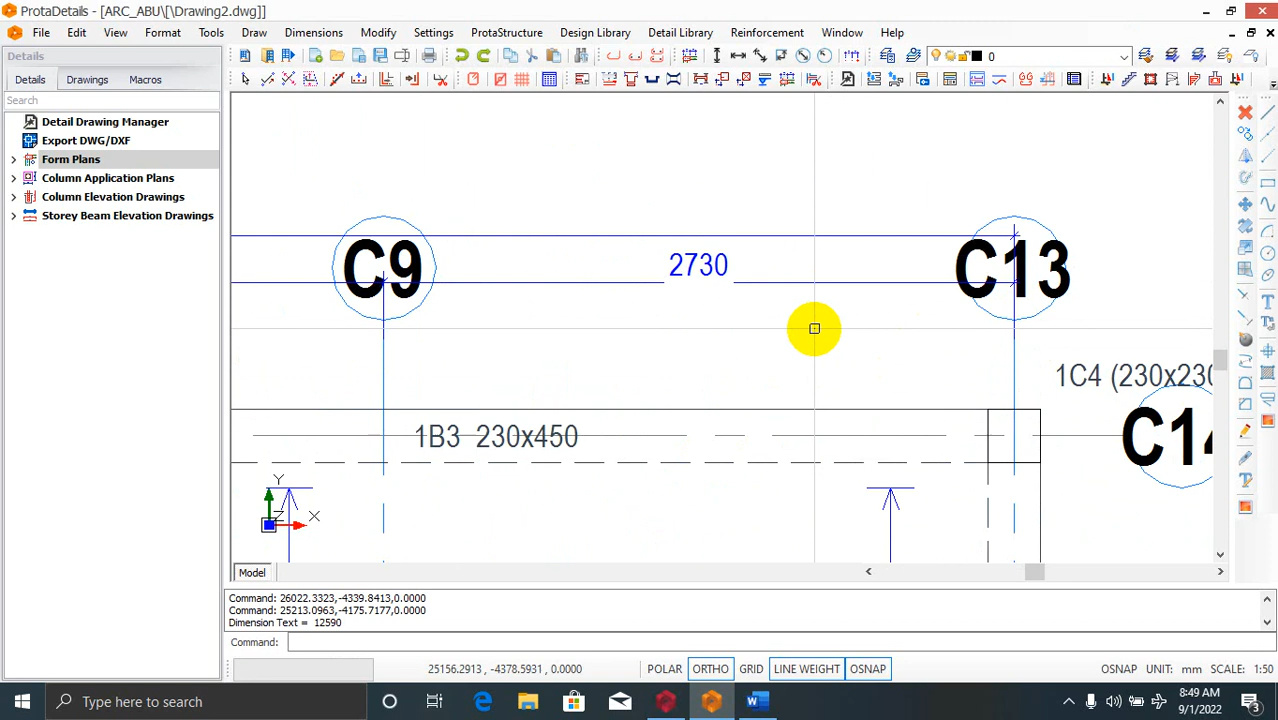 ProtaDetails - [ARC_ABU\[\Drawing2.dwg]]
File Edit View Format Tools Draw Dimensions Modify Settings ProtaStructure Design Library Detail Library Reinforcement Window Help
Details
0
Details Drawings Macros
Search
Detail Drawing Manager
Export DWG/DXF
Form Plans
Column Application Plans
Column Elevation Drawings
Storey Beam Elevation Drawings
C9
2730
C13
1C4 (230x230
1B3 230x450
C14
Y
Z
X
Model
Command: 26022.3323,-4339.8413,0.0000
Command: 25213.0963,-4175.7177,0.0000
Dimension Text = 12590
Command:
25156.2913 , -4378.5931 , 0.0000 POLAR ORTHO GRID LINE WEIGHT OSNAP OSNAP UNIT: mm SCALE: 1:50
Type here to search
8:49 AM
9/1/2022
3